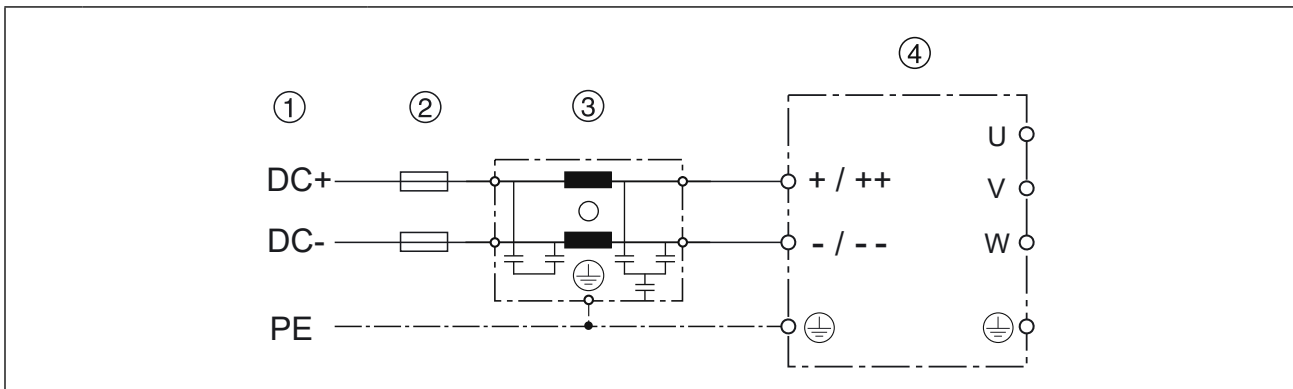 ④
① ② ③
U
DC+ + / ++ V
DC- - / -- W
PE